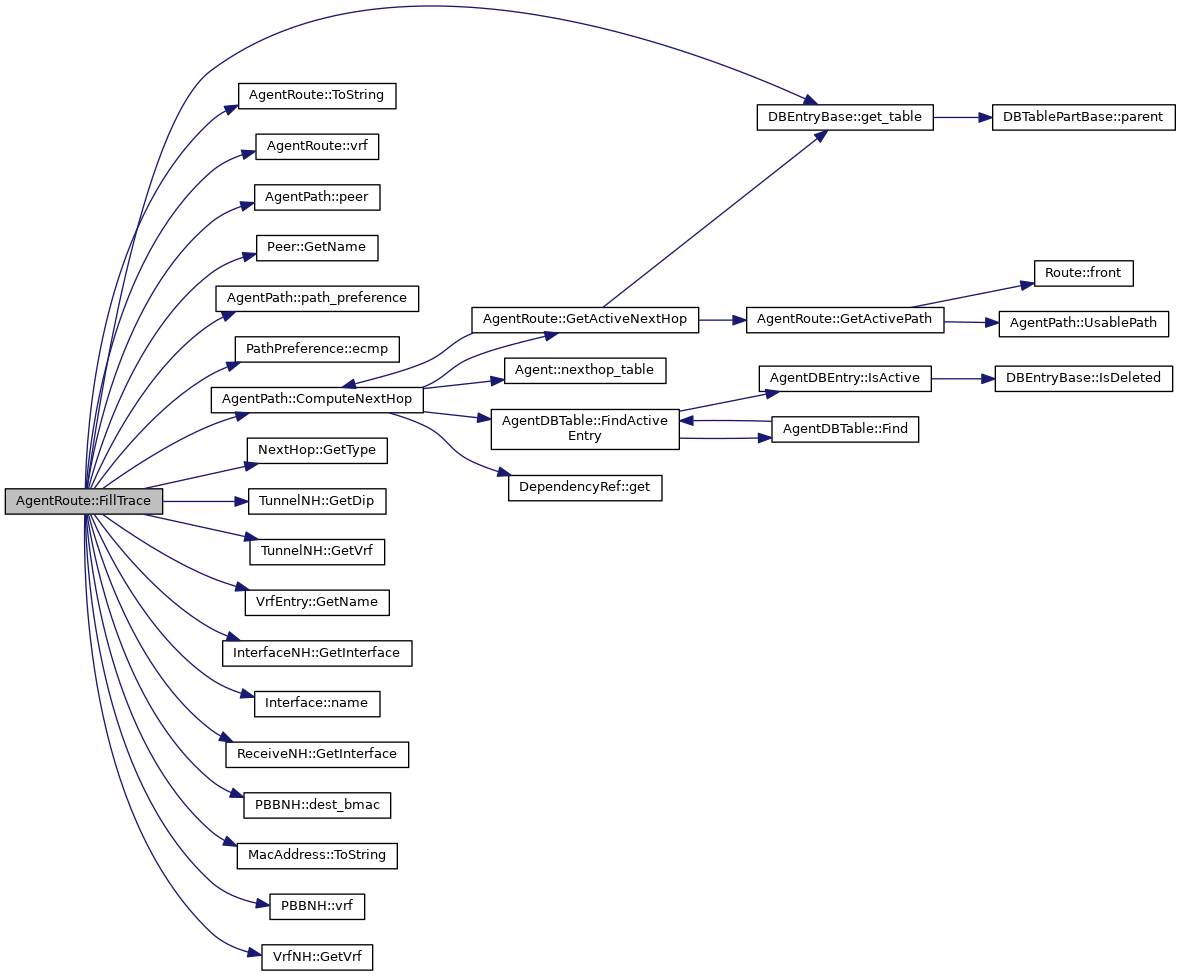 AgentRoute::FillTrace
AgentRoute::ToString
AgentRoute::vrf
AgentPath::peer
Peer::GetName
AgentPath::path_preference
PathPreference::ecmp
AgentPath::ComputeNextHop
NextHop::GetType
TunnelNH::GetDip
TunnelNH::GetVrf
VrfEntry::GetName
InterfaceNH::GetInterface
Interface::name
ReceiveNH::GetInterface
PBBNH::dest_bmac
MacAddress::ToString
PBBNH::vrf
VrfNH::GetVrf
AgentRoute::GetActiveNextHop
Agent::nexthop_table
AgentDBTable::FindActive
Entry
DependencyRef::get
DBEntryBase::get_table
AgentRoute::GetActivePath
AgentDBEntry::IsActive
AgentDBTable::Find
DBTablePartBase::parent
Route::front
AgentPath::UsablePath
DBEntryBase::IsDeleted